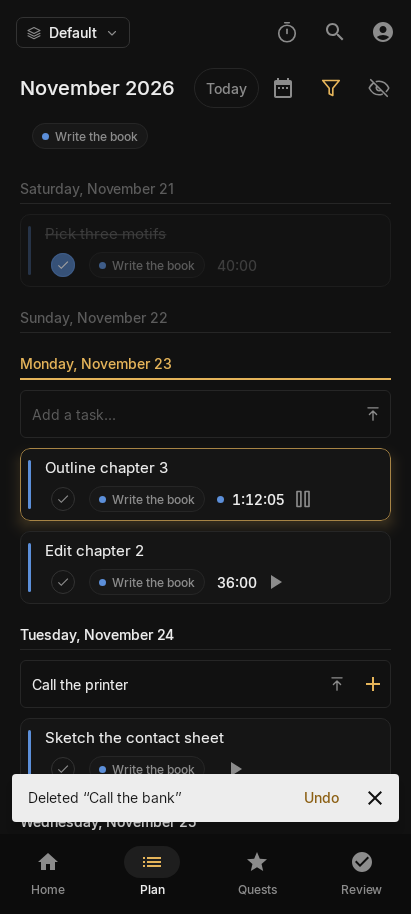 Default
November 2026
Today
Write the book
Saturday, November 21
Pick three motifs
Write the book
40:00
Sunday, November 22
Monday, November 23
Add a task...
Outline chapter 3
Write the book
1:12:05
Edit chapter 2
Write the book
36:00
Tuesday, November 24
Call the printer
Sketch the contact sheet
Write the book
Deleted “Call the bank”
Undo
Wednesday, November 25
Home
Plan
Quests
Review